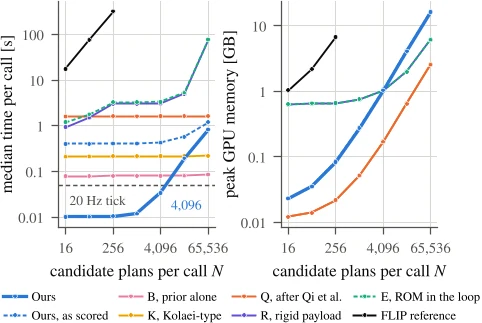 median time per call [s]
100
10
1
0.1
0.01
20 Hz tick
4,096
16
256
4,096
65,536
candidate plans per call N
peak GPU memory [GB]
10
1
0.1
0.01
16
256
4,096
65,536
candidate plans per call N
Ours
B, prior alone
Q, after Qi et al.
E, ROM in the loop
Ours, as scored
K, Kolaei-type
R, rigid payload
FLIP reference